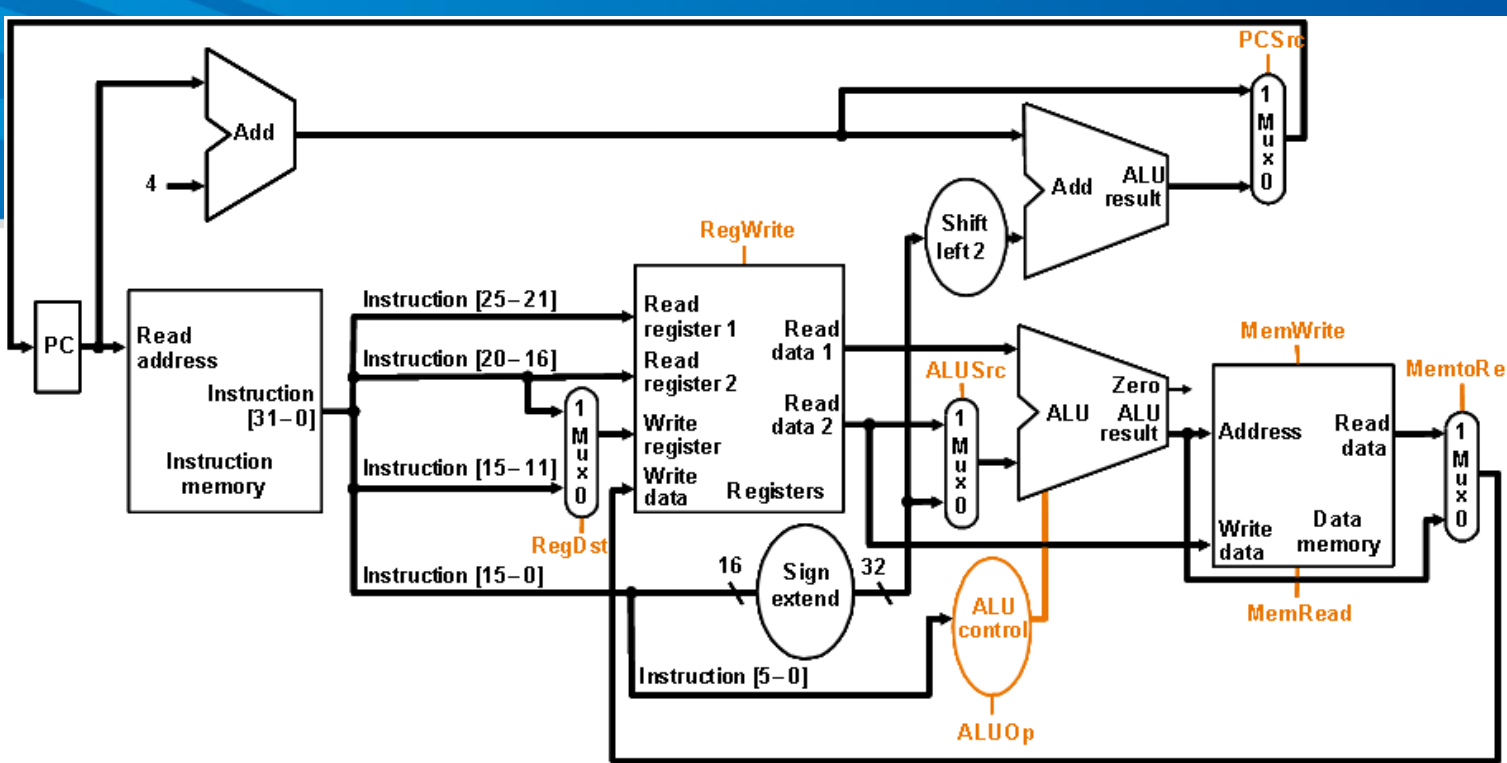 PCSrc
1
M
u
x
0
Add
4
Add
ALU
result
Shift
left 2
RegWrite
PC
Read
address
Instruction
[31–0]
Instruction
memory
Instruction [25–21]
Instruction [20–16]
Instruction [15–11]
Instruction [15–0]
Instruction [5–0]
1
M
u
x
0
RegDst
Read
register 1
Read
register 2
Write
register
Write
data
Read
data 1
Read
data 2
Registers
16
Sign
extend
32
ALUSrc
1
M
u
x
0
Zero
ALU
ALU
result
ALU
control
ALUOp
MemWrite
Address
Read
data
Write
data
Data
memory
MemRead
MemtoRe
1
M
u
x
0